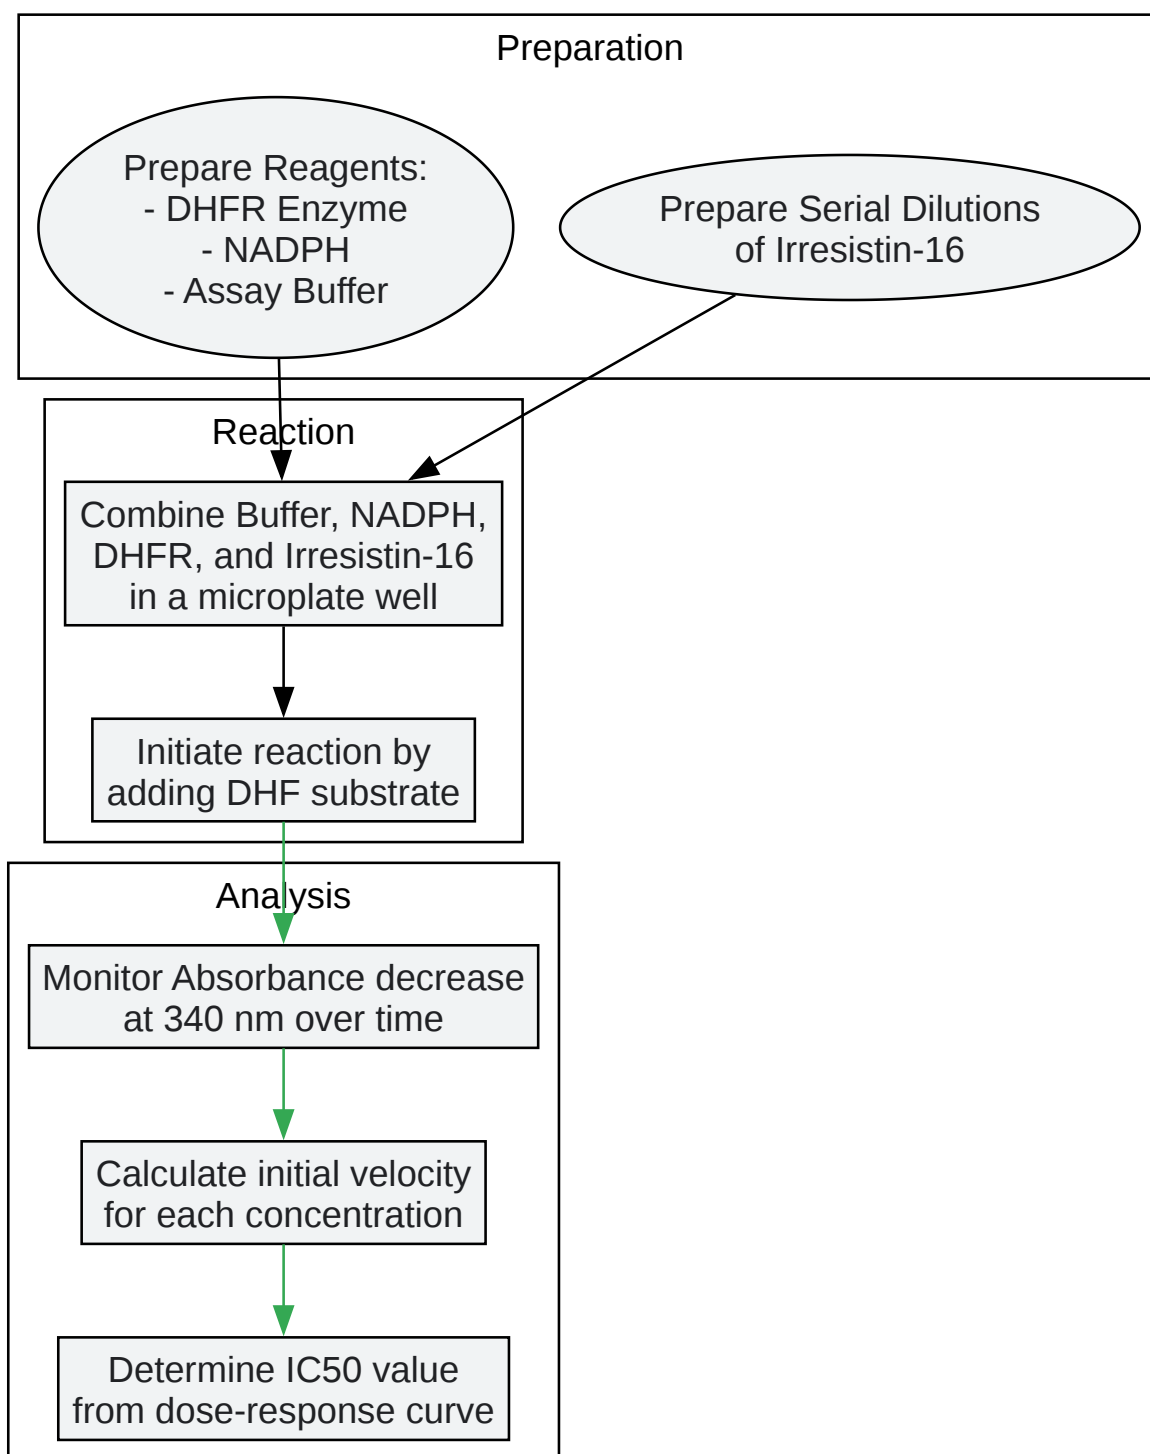 Preparation
Prepare Reagents:
- DHFR Enzyme
- NADPH
- Assay Buffer
Prepare Serial Dilutions
of Irresistin-16
Reaction
Combine Buffer, NADPH,
DHFR, and Irresistin-16
in a microplate well
Initiate reaction by
adding DHF substrate
Analysis
Monitor Absorbance decrease
at 340 nm over time
Calculate initial velocity
for each concentration
Determine IC50 value
from dose-response curve